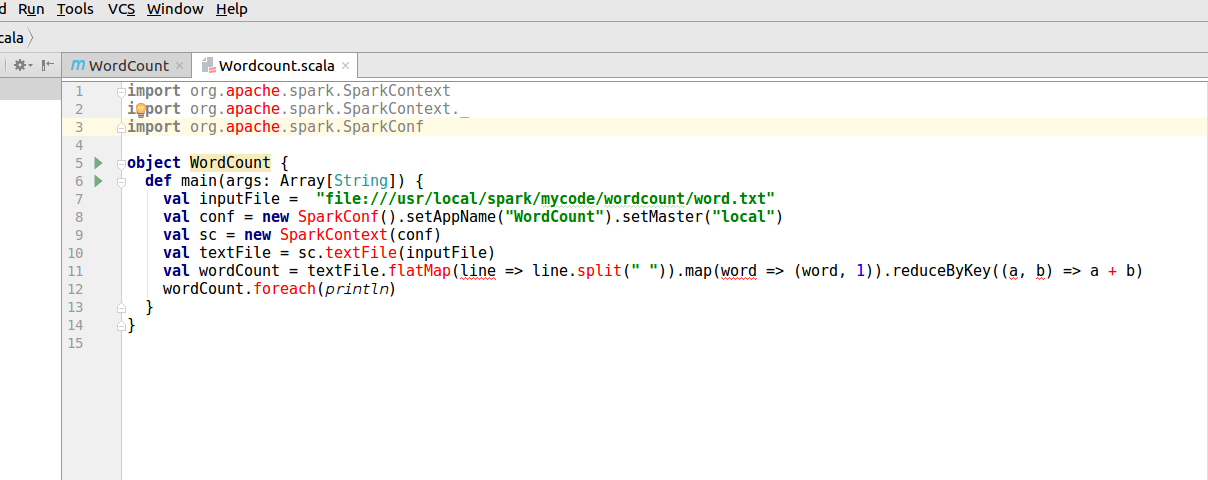 d Run Tools VCS Window Help
cala
m WordCount × Wordcount.scala ×
1 import org.apache.spark.SparkContext
2 import org.apache.spark.SparkContext._
3 import org.apache.spark.SparkConf
4
5 object WordCount {
6 def main(args: Array[String]) {
7 val inputFile =  "file:///usr/local/spark/mycode/wordcount/word.txt"
8 val conf = new SparkConf().setAppName("WordCount").setMaster("local")
9 val sc = new SparkContext(conf)
10 val textFile = sc.textFile(inputFile)
11 val wordCount = textFile.flatMap(line => line.split(" ")).map(word => (word, 1)).reduceByKey((a, b) => a + b)
12 wordCount.foreach(println)
13 }
14 }
15